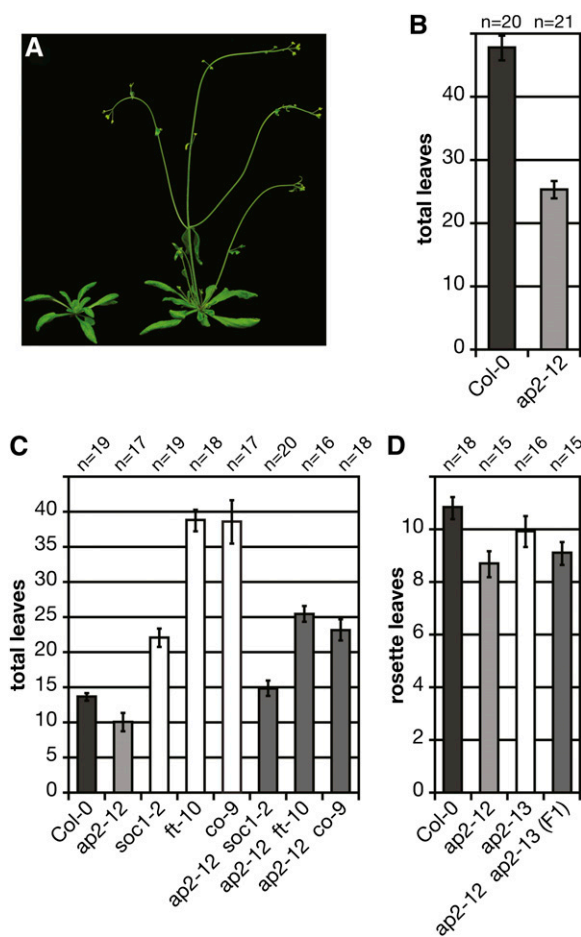 A
B
n=20 n=21
total leaves
40
30
20
10
0
Col-0
ap2-12
C
n=19 n=17 n=19 n=18 n=17 n=20 n=16 n=18
total leaves
40
35
30
25
20
15
10
5
0
Col-0
ap2-12
soc1-2
ft-10
co-9
ap2-12 soc1-2
ap2-12 ft-10
ap2-12 co-9
D
n=18 n=15 n=16 n=15
rosette leaves
10
8
6
4
2
0
Col-0
ap2-12
ap2-13
ap2-12 ap2-13 (F1)